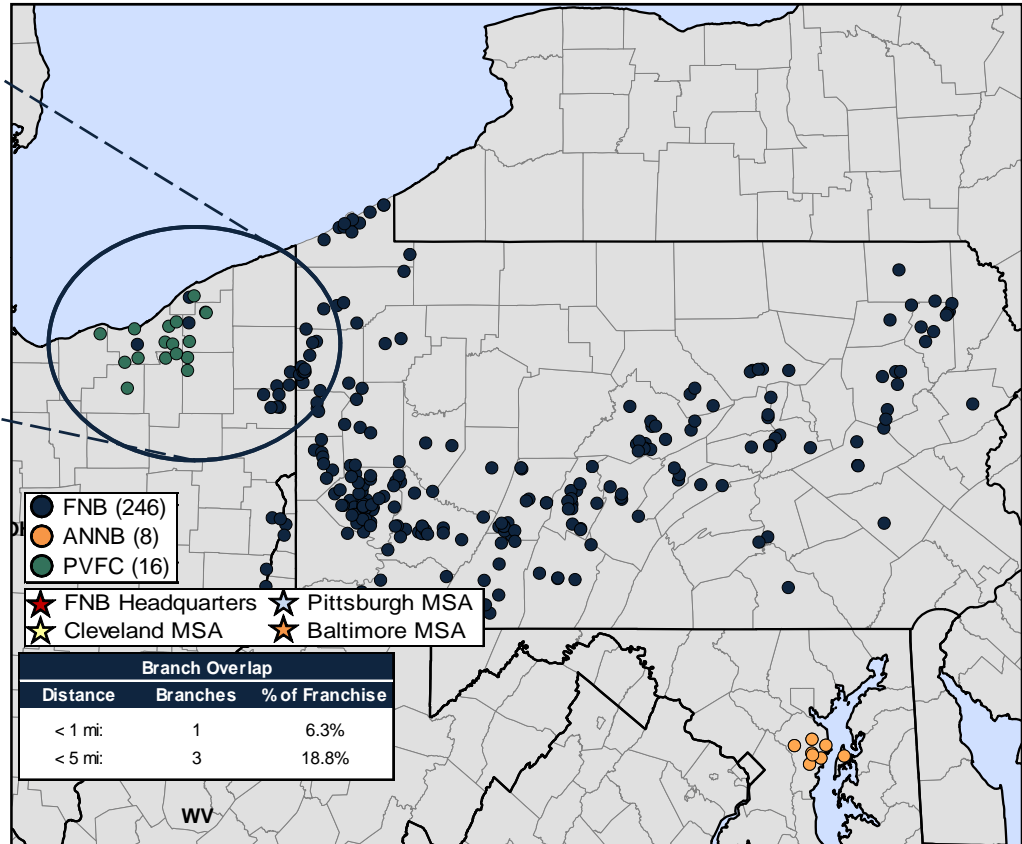 FNB (246)
ANNB (8)
PVFC (16)
FNB Headquarters Pittsburgh MSA
Cleveland MSA Baltimore MSA
Branch Overlap
Distance Branches % of Franchise
< 1 mi: 1 6.3%
< 5 mi: 3 18.8%
WV